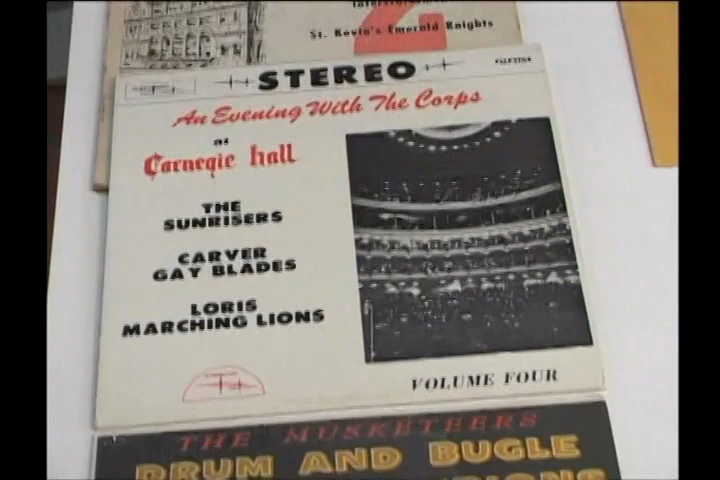 St. Kevin's Emerald Knights
2
STEREO
An Evening With The Corps
at
Carnegie Hall
THE
SUNRISERS
CARVER
GAY BLADES
LORIS
MARCHING LIONS
VOLUME FOUR
THE MUSKETEERS
DRUM AND BUGLE